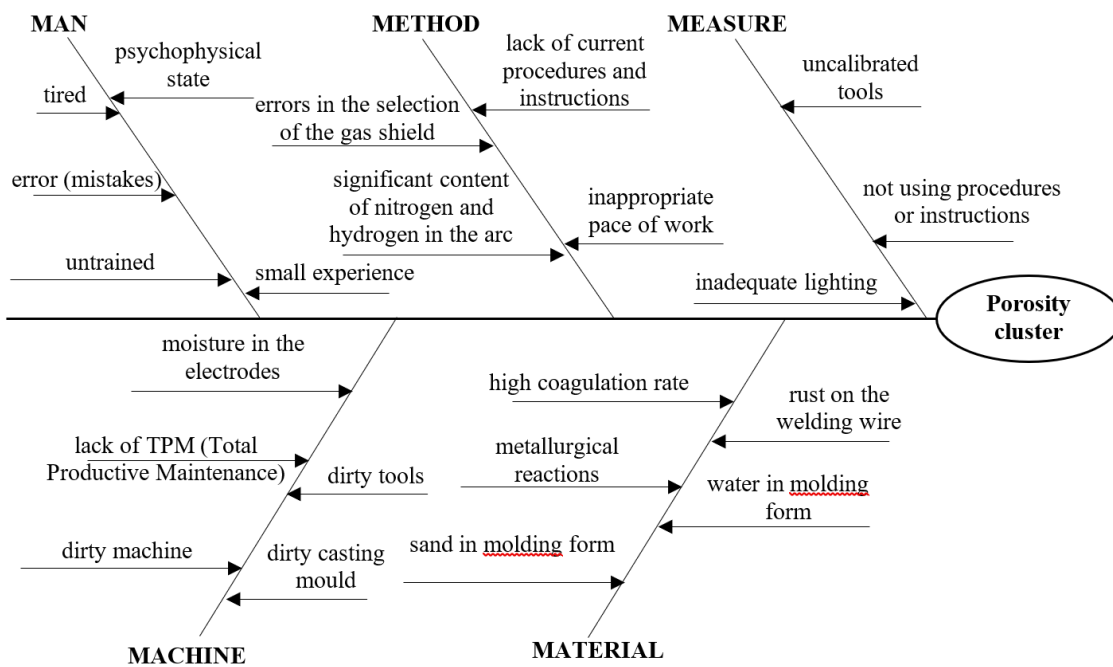 MAN
METHOD
MEASURE
psychophysical
state
tired
error (mistakes)
untrained
small experience
lack of current
procedures and
instructions
errors in the selection
of the gas shield
significant content
of nitrogen and
hydrogen in the arc
inappropriate
pace of work
uncalibrated
tools
not using procedures
or instructions
inadequate lighting
Porosity
cluster
moisture in the
electrodes
lack of TPM (Total
Productive Maintenance)
dirty tools
dirty machine
dirty casting
mould
high coagulation rate
rust on the
welding wire
metallurgical
reactions
water in molding
form
sand in molding form
MACHINE
MATERIAL